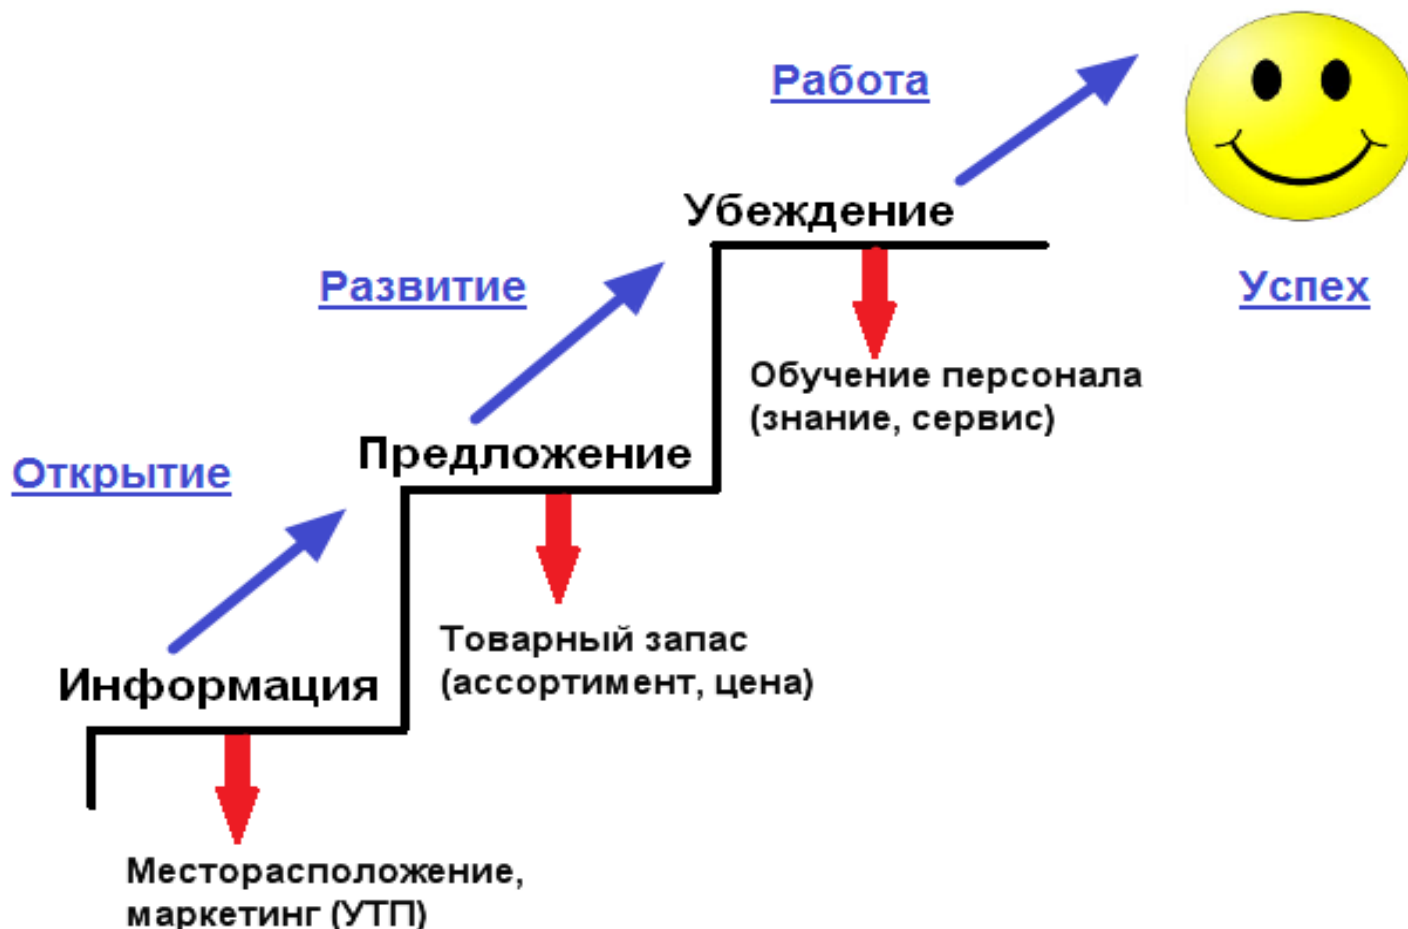 Работа
Убеждение
Развитие
Успех
Обучение персонала
(знание, сервис)
Предложение
Открытие
Товарный запас
(ассортимент, цена)
Информация
Месторасположение,
маркетинг (УТП)